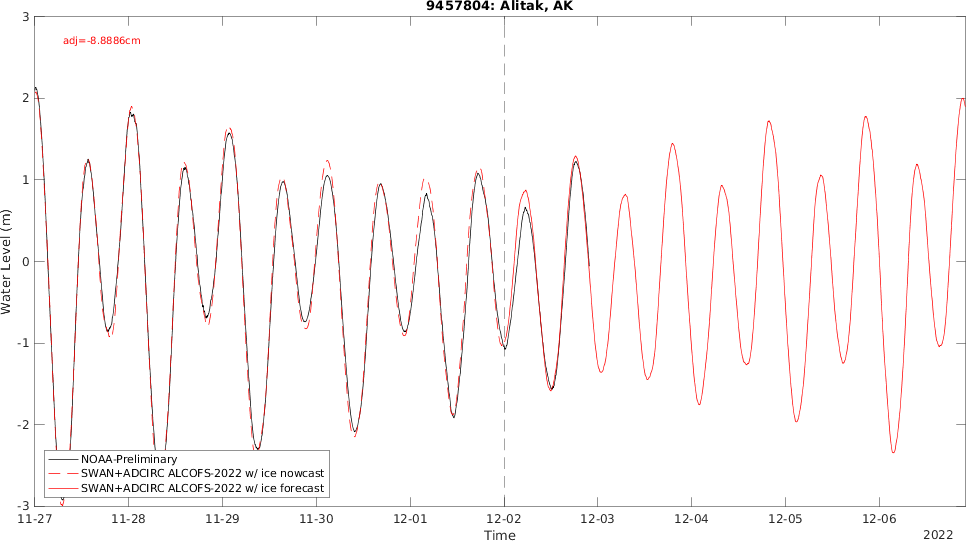 9457804: Alitak, AK
adj=-8.8886cm
Water Level (m)
3
2
1
0
-1
-2
-3
NOAA-Preliminary
SWAN+ADCIRC ALCOFS-2022 w/ ice nowcast
SWAN+ADCIRC ALCOFS-2022 w/ ice forecast
11-27 11-28 11-29 11-30 12-01 12-02 12-03 12-04 12-05 12-06
Time
2022